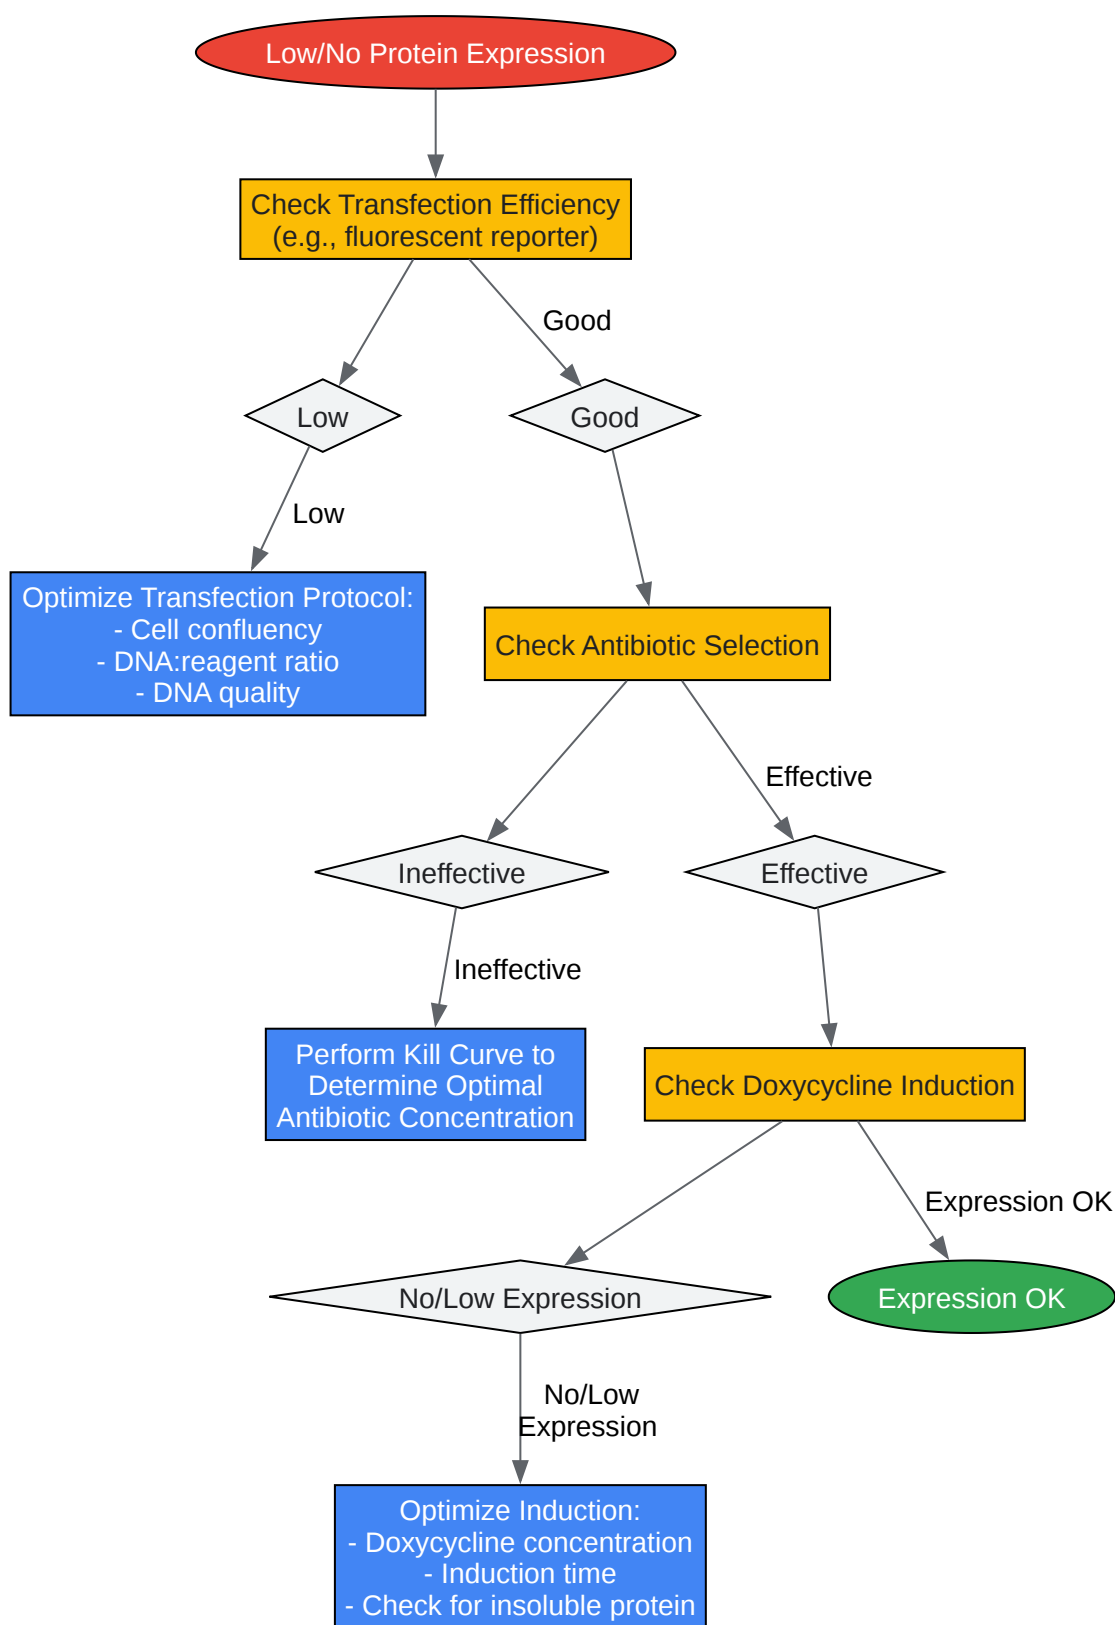 Low/No Protein Expression
Check Transfection Efficiency
(e.g., fluorescent reporter)
Good
Low
Good
Low
Optimize Transfection Protocol:
- Cell confluency
- DNA:reagent ratio
- DNA quality
Check Antibiotic Selection
Effective
Ineffective
Effective
Ineffective
Perform Kill Curve to
Determine Optimal
Antibiotic Concentration
Check Doxycycline Induction
Expression OK
No/Low Expression
Expression OK
No/Low
Expression
Optimize Induction:
- Doxycycline concentration
- Induction time
- Check for insoluble protein